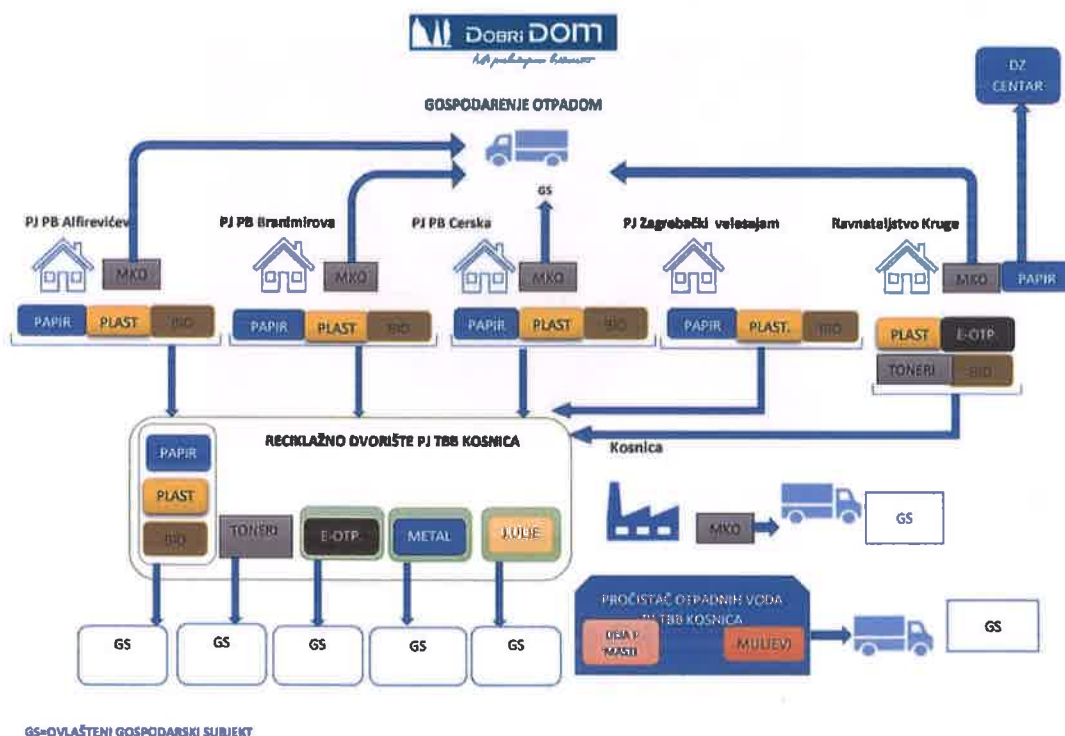 DOBRI DOM
GOSPODARENJE OTPADOM
DZ
CENTAR
GS
PJ PB Alfirevićev
PJ PB Branimirova
PJ PB Cerska
PJ Zagrebački velesajam
Ravnateljstvo Kruge
MKO
MKO
MKO
MKO
PAPIR
PAPIR
PLAST
BIO
PAPIR
PLAST
BIO
PAPIR
PLAST
BIO
PAPIR
PLAST.
BIO
PLAST
E-OTP.
TONERI
BIO
RECIKLAŽNO DVORIŠTE PJ TBB KOSNICA
PAPIR
PLAST
BIO
TONERI
E-OTP.
METAL
Kosnica
MKO
GS
PROČISTAČ OTPADNIH VODA
PJ TBB KOSNICA
MASTI
MULJEVI
GS
GS
GS
GS
GS
GS
GS=OVLAŠTENI GOSPODARSKI SUBJEKT